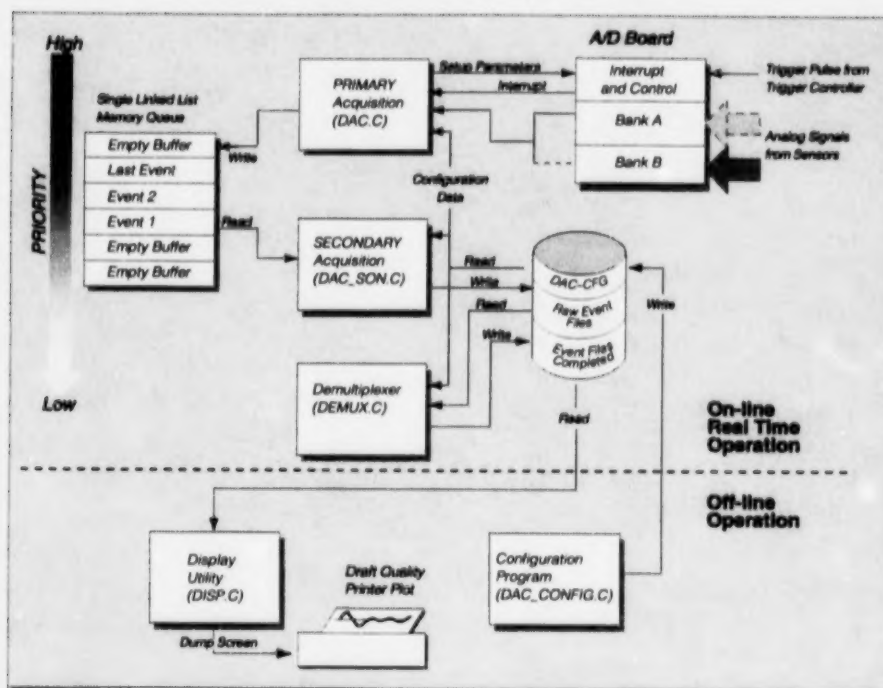 High
A/D Board
Setup Parameters
PRIMARY
Acquisition
(DAC.C)
Interrupt
Interrupt
and Control
Trigger Pulse from
Trigger Controller
Single Linked List
Memory Queue
Bank A
Analog Signals
from Sensors
Bank B
Empty Buffer
Last Event
Event 2
Event 1
Empty Buffer
Empty Buffer
Write
Configuration
Data
PRIORITY
Read
SECONDARY
Acquisition
(DAC_SON.C)
Read
Write
Read
Write
DAC-CFG
Raw Event
Files
Event Files
Completed
Write
Low
Demultiplexer
(DEMUX.C)
Read
On-line
Real Time
Operation
Off-line
Operation
Display
Utility
(DISP.C)
Draft Quality
Printer Plot
Configuration
Program
(DAC_CONFIG.C)
Dump Screen